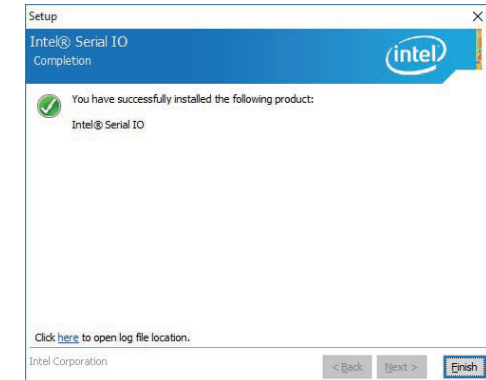 Setup
Intel® Serial IO
Completion
intel
You have successfully installed the following product:
Intel® Serial IO
Click here to open log file location.
Intel Corporation
< Back Next > Finish